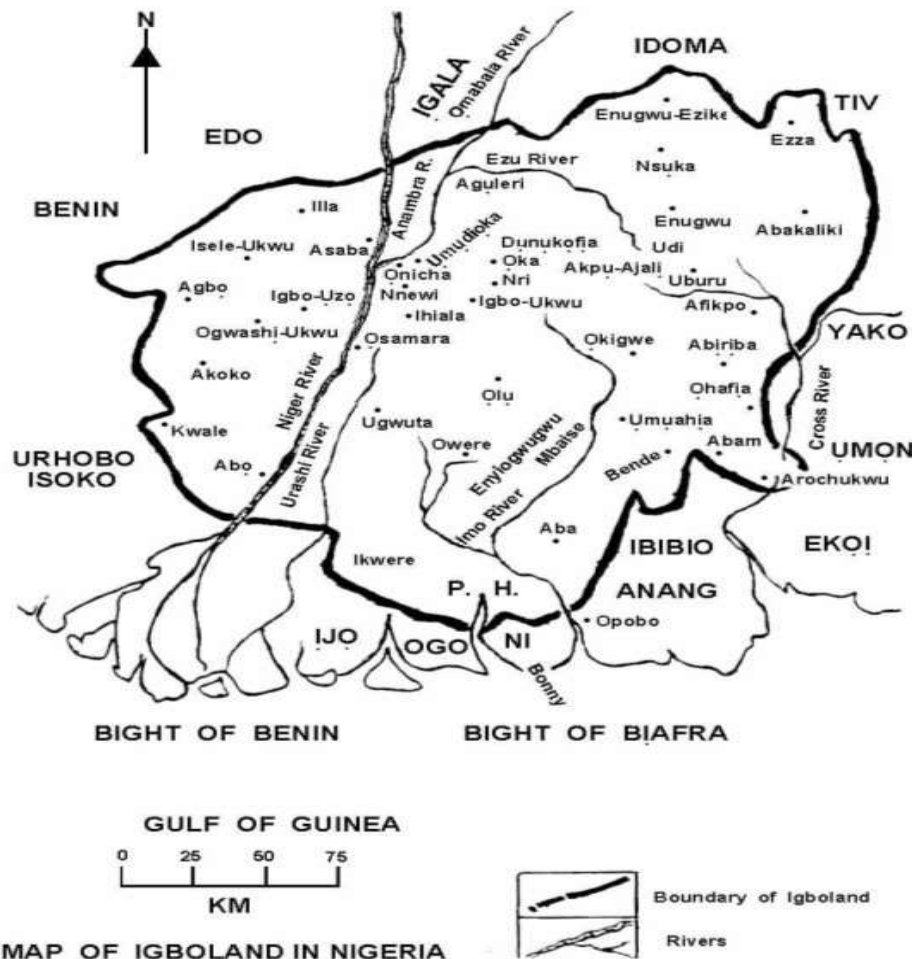 N
IDOMA
IGALA
Omabala River
TIV
EDO
Enugwu-Ezike
Ezza
Ezu River
Nsuka
BENIN
Anambra R.
Aguleri
Illa
Enugwu
Abakaliki
Isele-Ukwu
Asaba
Umudioka
Dunukofia
Udi
Onicha
Oka
Akpu-Ajali
Uburu
Agbo
Igbo-Uzo
Nnewi
Nri
Igbo-Ukwu
Afikpo
Ihiala
Ogwashi-Ukwu
YAKO
Osamara
Okigwe
Abiriba
Akoko
Niger River
Olu
Ohafia
Cross River
Kwale
Ugwuta
Umuahia
Urashi River
Owere
Enyiogwugwu
Mbaise
Abam
UMON
URHOBO
ISOKO
Abo
Bende
Arochukwu
Imo River
Aba
IBIBIO
EKOI
Ikwere
P. H.
ANANG
Opobo
IJO
OGO
NI
Bonny
BIGHT OF BENIN
BIGHT OF BIAFRA
GULF OF GUINEA
0 25 50 75
KM
Boundary of Igboland
Rivers
MAP OF IGBOLAND IN NIGERIA